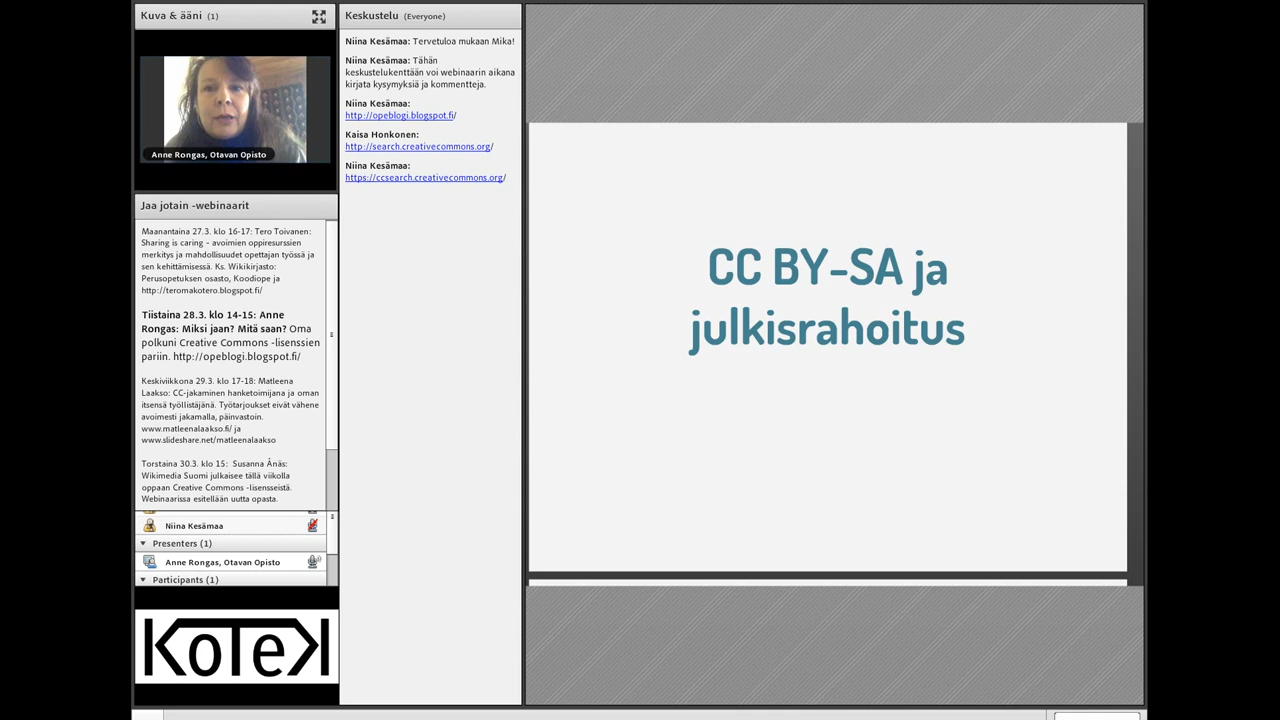 Kuva & ääni (1)
Anne Rongas, Otavan Opisto
Jaa jotain -webinaarit
Maanantaina 27.3. klo 16-17: Tero Toivanen:
Sharing is caring - avoimien oppiresurssien
merkitys ja mahdollisuudet opettajan työssä ja
sen kehittämisessä. Ks. Wikikirjasto:
Perusopetuksen osasto, Koodiope ja
http://teromakotero.blogspot.fi/
Tiistaina 28.3. klo 14-15: Anne
Rongas: Miksi jaan? Mitä saan? Oma
polkuni Creative Commons -lisenssien
pariin. http://opeblogi.blogspot.fi/
Keskiviikkona 29.3. klo 17-18: Matleena
Laakso: CC-jakaminen hanketoimijana ja oman
itsensä työllistäjänä. Työtarjoukset eivät vähene
avoimesti jakamalla, päinvastoin.
www.matleenalaakso.fi/ ja
www.slideshare.net/matleenalaakso
Torstaina 30.3. klo 15: Susanna Ånäs:
Wikimedia Suomi julkaisee tällä viikolla
oppaan Creative Commons -lisensseistä.
Webinaarissa esitellään uutta opasta.
Niina Kesämaa
Presenters (1)
Anne Rongas, Otavan Opisto
Participants (1)
KoTeK
Keskustelu (Everyone)
Niina Kesämaa: Tervetuloa mukaan Mika!
Niina Kesämaa: Tähän
keskustelukenttään voi webinaarin aikana
kirjata kysymyksiä ja kommentteja.
Niina Kesämaa:
http://opeblogi.blogspot.fi/
Kaisa Honkonen:
http://search.creativecommons.org/
Niina Kesämaa:
https://ccsearch.creativecommons.org/
CC BY-SA ja
julkisrahoitus